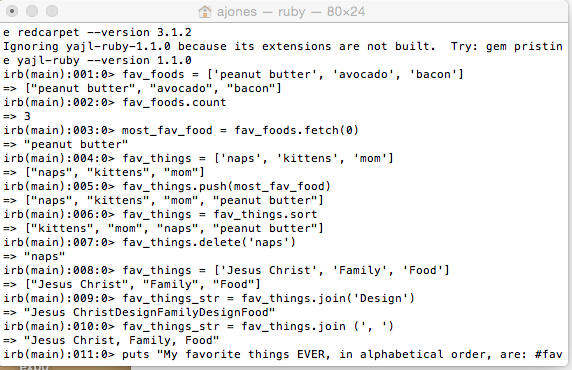 ajones — ruby — 80×24
e redcarpet --version 3.1.2
Ignoring yajl-ruby-1.1.0 because its extensions are not built.  Try: gem pristin
e yajl-ruby --version 1.1.0
irb(main):001:0> fav_foods = ['peanut butter', 'avocado', 'bacon']
=> ["peanut butter", "avocado", "bacon"]
irb(main):002:0> fav_foods.count
=> 3
irb(main):003:0> most_fav_food = fav_foods.fetch(0)
=> "peanut butter"
irb(main):004:0> fav_things = ['naps', 'kittens', 'mom']
=> ["naps", "kittens", "mom"]
irb(main):005:0> fav_things.push(most_fav_food)
=> ["naps", "kittens", "mom", "peanut butter"]
irb(main):006:0> fav_things = fav_things.sort
=> ["kittens", "mom", "naps", "peanut butter"]
irb(main):007:0> fav_things.delete('naps')
=> "naps"
irb(main):008:0> fav_things = ['Jesus Christ', 'Family', 'Food']
=> ["Jesus Christ", "Family", "Food"]
irb(main):009:0> fav_things_str = fav_things.join('Design')
=> "Jesus ChristDesignFamilyDesignFood"
irb(main):010:0> fav_things_str = fav_things.join (', ')
=> "Jesus Christ, Family, Food"
irb(main):011:0> puts "My favorite things EVER, in alphabetical order, are: #fav